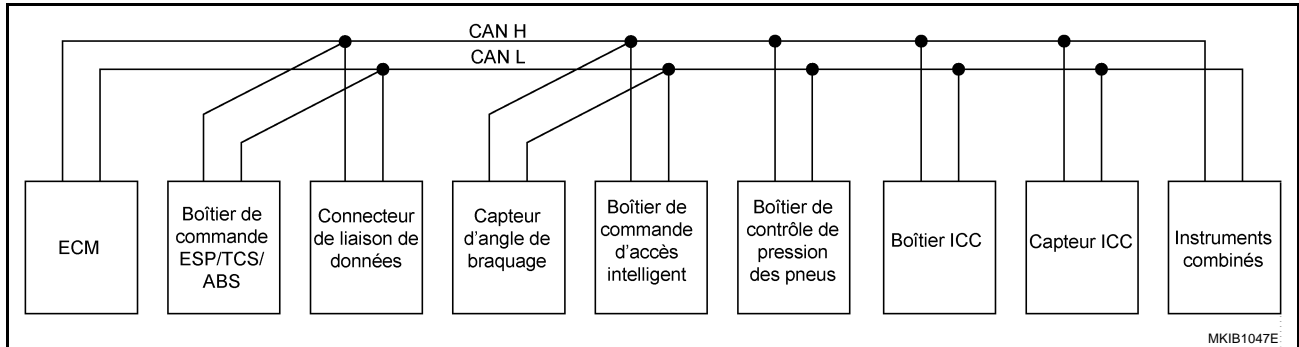 CAN H
CAN L
ECM
Boîtier de
commande
ESP/TCS/
ABS
Connecteur
de liaison de
données
Capteur
d'angle de
braquage
Boîtier de
commande
d'accès
intelligent
Boîtier de
contrôle de
pression
des pneus
Boîtier ICC
Capteur ICC
Instruments
combinés
MKIB1047E